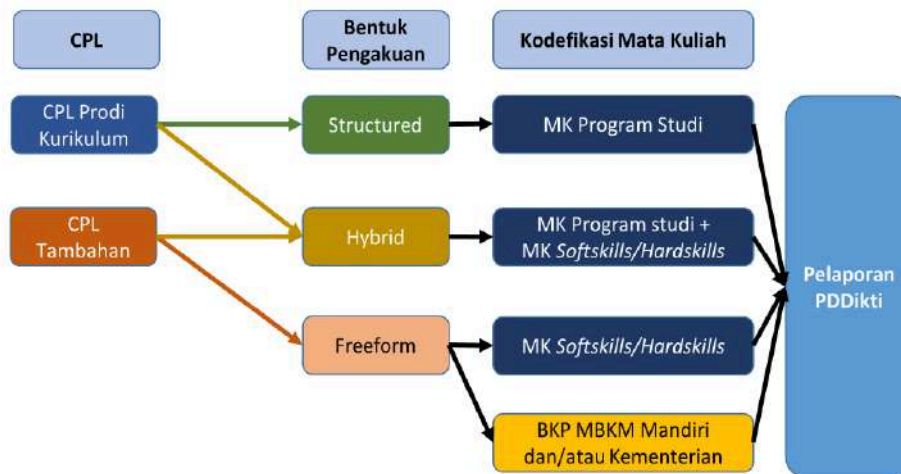 CPL
Bentuk
Pengakuan
Kodefikasi Mata Kuliah
CPL Prodi
Kurikulum
Structured
MK Program Studi
CPL
Tambahan
Hybrid
MK Program studi +
MK Softskills/Hardskills
Pelaporan
PDDikti
Freeform
MK Softskills/Hardskills
BKP MBKM Mandiri
dan/atau Kementerian